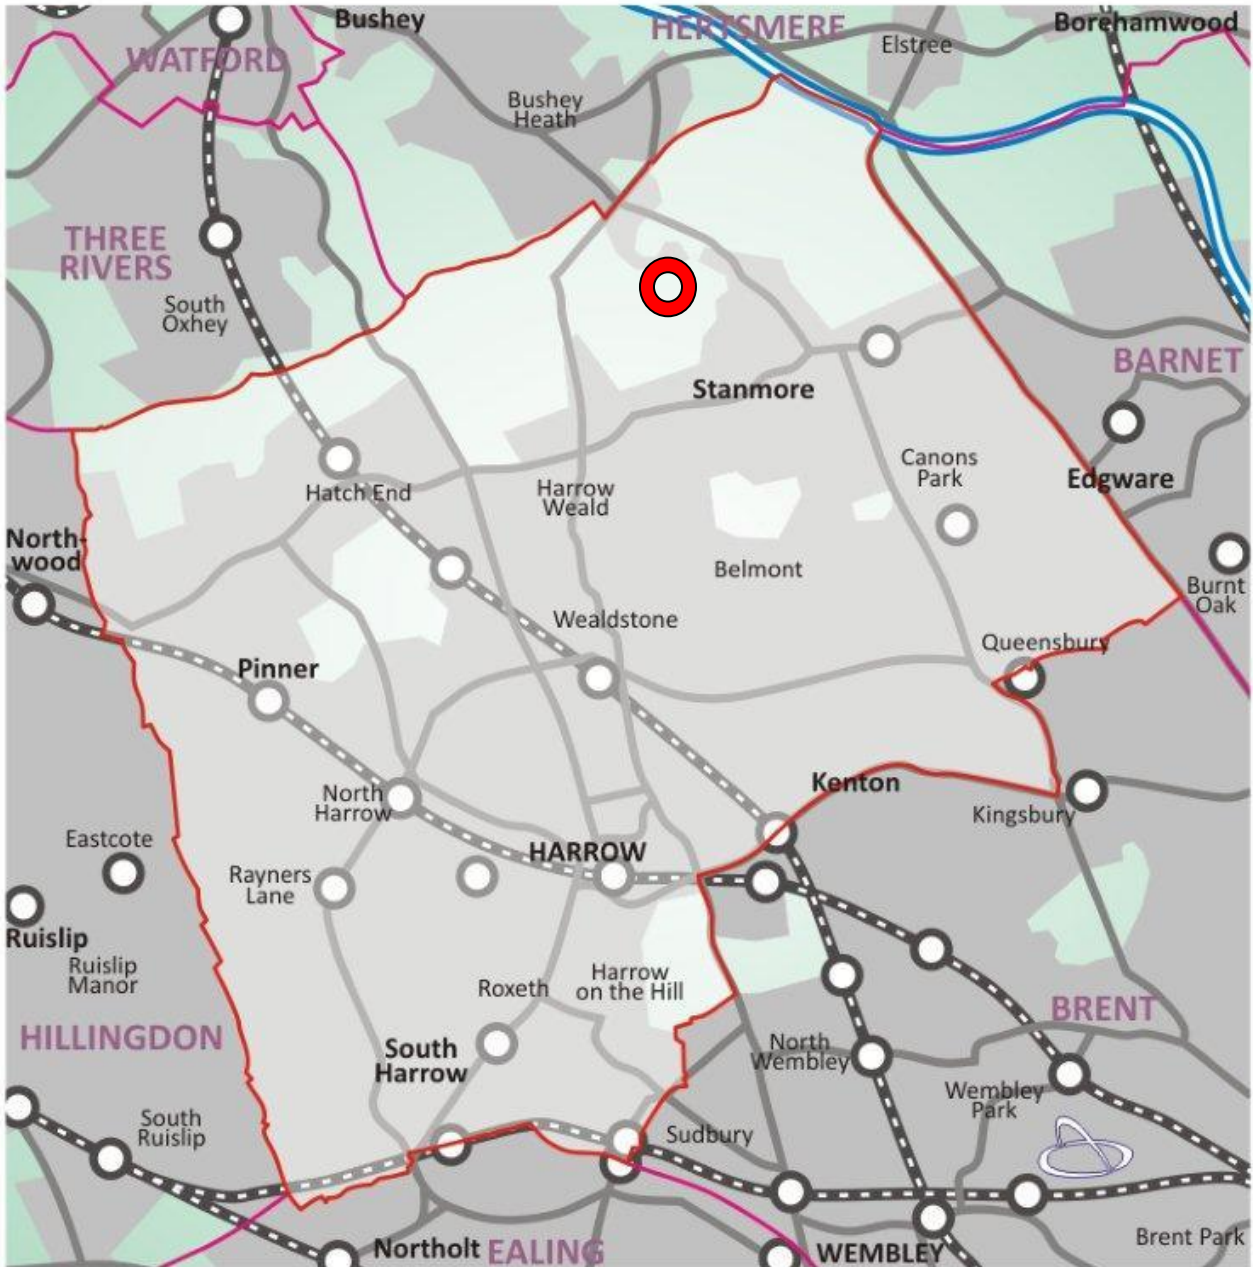 Bushey
HERTSMERE
Borehamwood
Elstree
WATFORD
Bushey
Heath
THREE
RIVERS
South
Oxhey
BARNET
Stanmore
Canons
Park
Edgware
Hatch End
Harrow
Weald
North-
wood
Belmont
Burnt
Oak
Wealdstone
Queensbury
Pinner
Kenton
North
Harrow
Kingsbury
Eastcote
HARROW
Rayners
Lane
Ruislip
Ruislip
Manor
Roxeth
Harrow
on the Hill
BRENT
HILLINGDON
South
Harrow
North
Wembley
Wembley
Park
South
Ruislip
Sudbury
Brent Park
Northolt
EALING
WEMBLEY